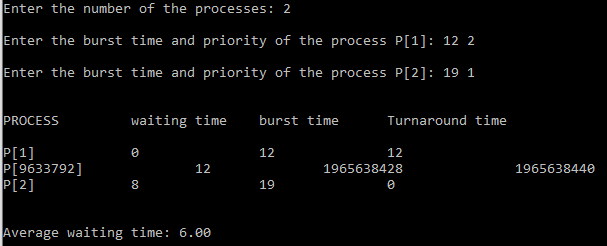 Enter the number of the processes: 2
Enter the burst time and priority of the process P[1]: 12 2
Enter the burst time and priority of the process P[2]: 19 1
PROCESS waiting time burst time Turnaround time
P[1] 0 12 12
P[9633792] 12 1965638428 1965638440
P[2] 8 19 0
Average waiting time: 6.00